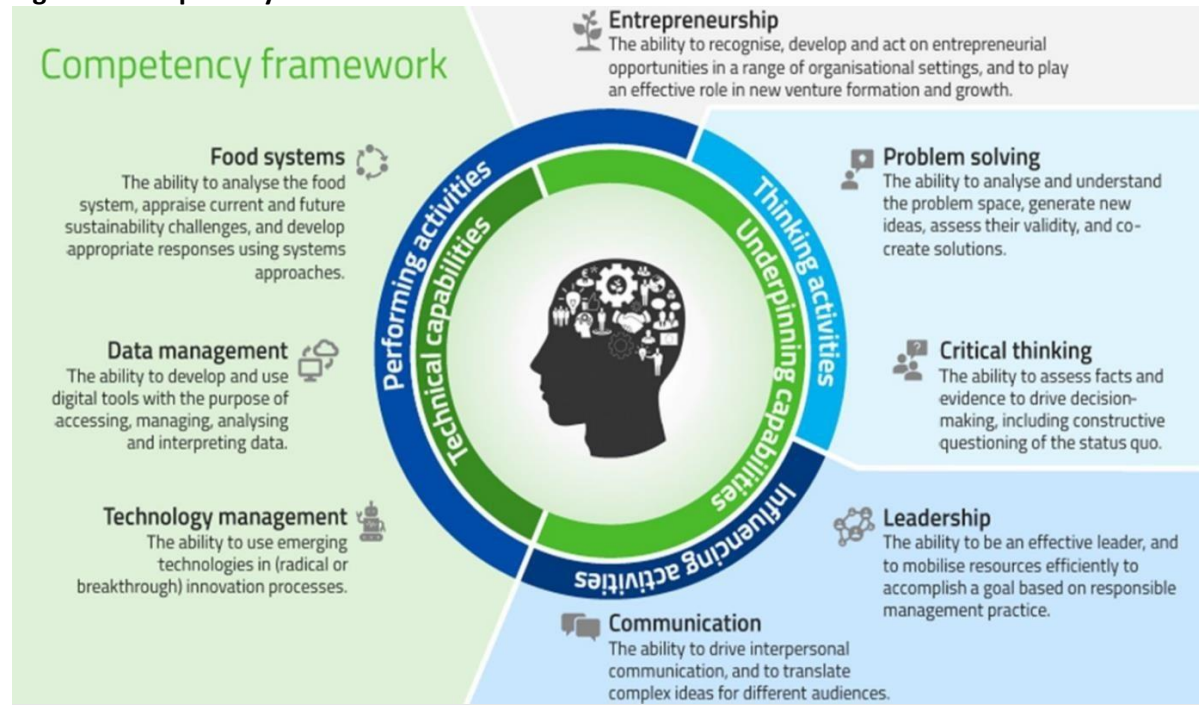 Competency framework
Entrepreneurship
The ability to recognise, develop and act on entrepreneurial
opportunities in a range of organisational settings, and to play
an effective role in new venture formation and growth.
Food systems
The ability to analyse the food
system, appraise current and future
sustainability challenges, and develop
appropriate responses using systems
approaches.
Data management
The ability to develop and use
digital tools with the purpose of
accessing, managing, analysing
and interpreting data.
Technology management
The ability to use emerging
technologies in (radical or
breakthrough) innovation processes.
Performing activities
Technical capabilities
Thinking activities
Underpinning capabilities
Influencing activities
Problem solving
The ability to analyse and understand
the problem space, generate new
ideas, assess their validity, and co-
create solutions.
Critical thinking
The ability to assess facts and
evidence to drive decision-
making, including constructive
questioning of the status quo.
Leadership
The ability to be an effective leader, and
to mobilise resources efficiently to
accomplish a goal based on responsible
management practice.
Communication
The ability to drive interpersonal
communication, and to translate
complex ideas for different audiences.